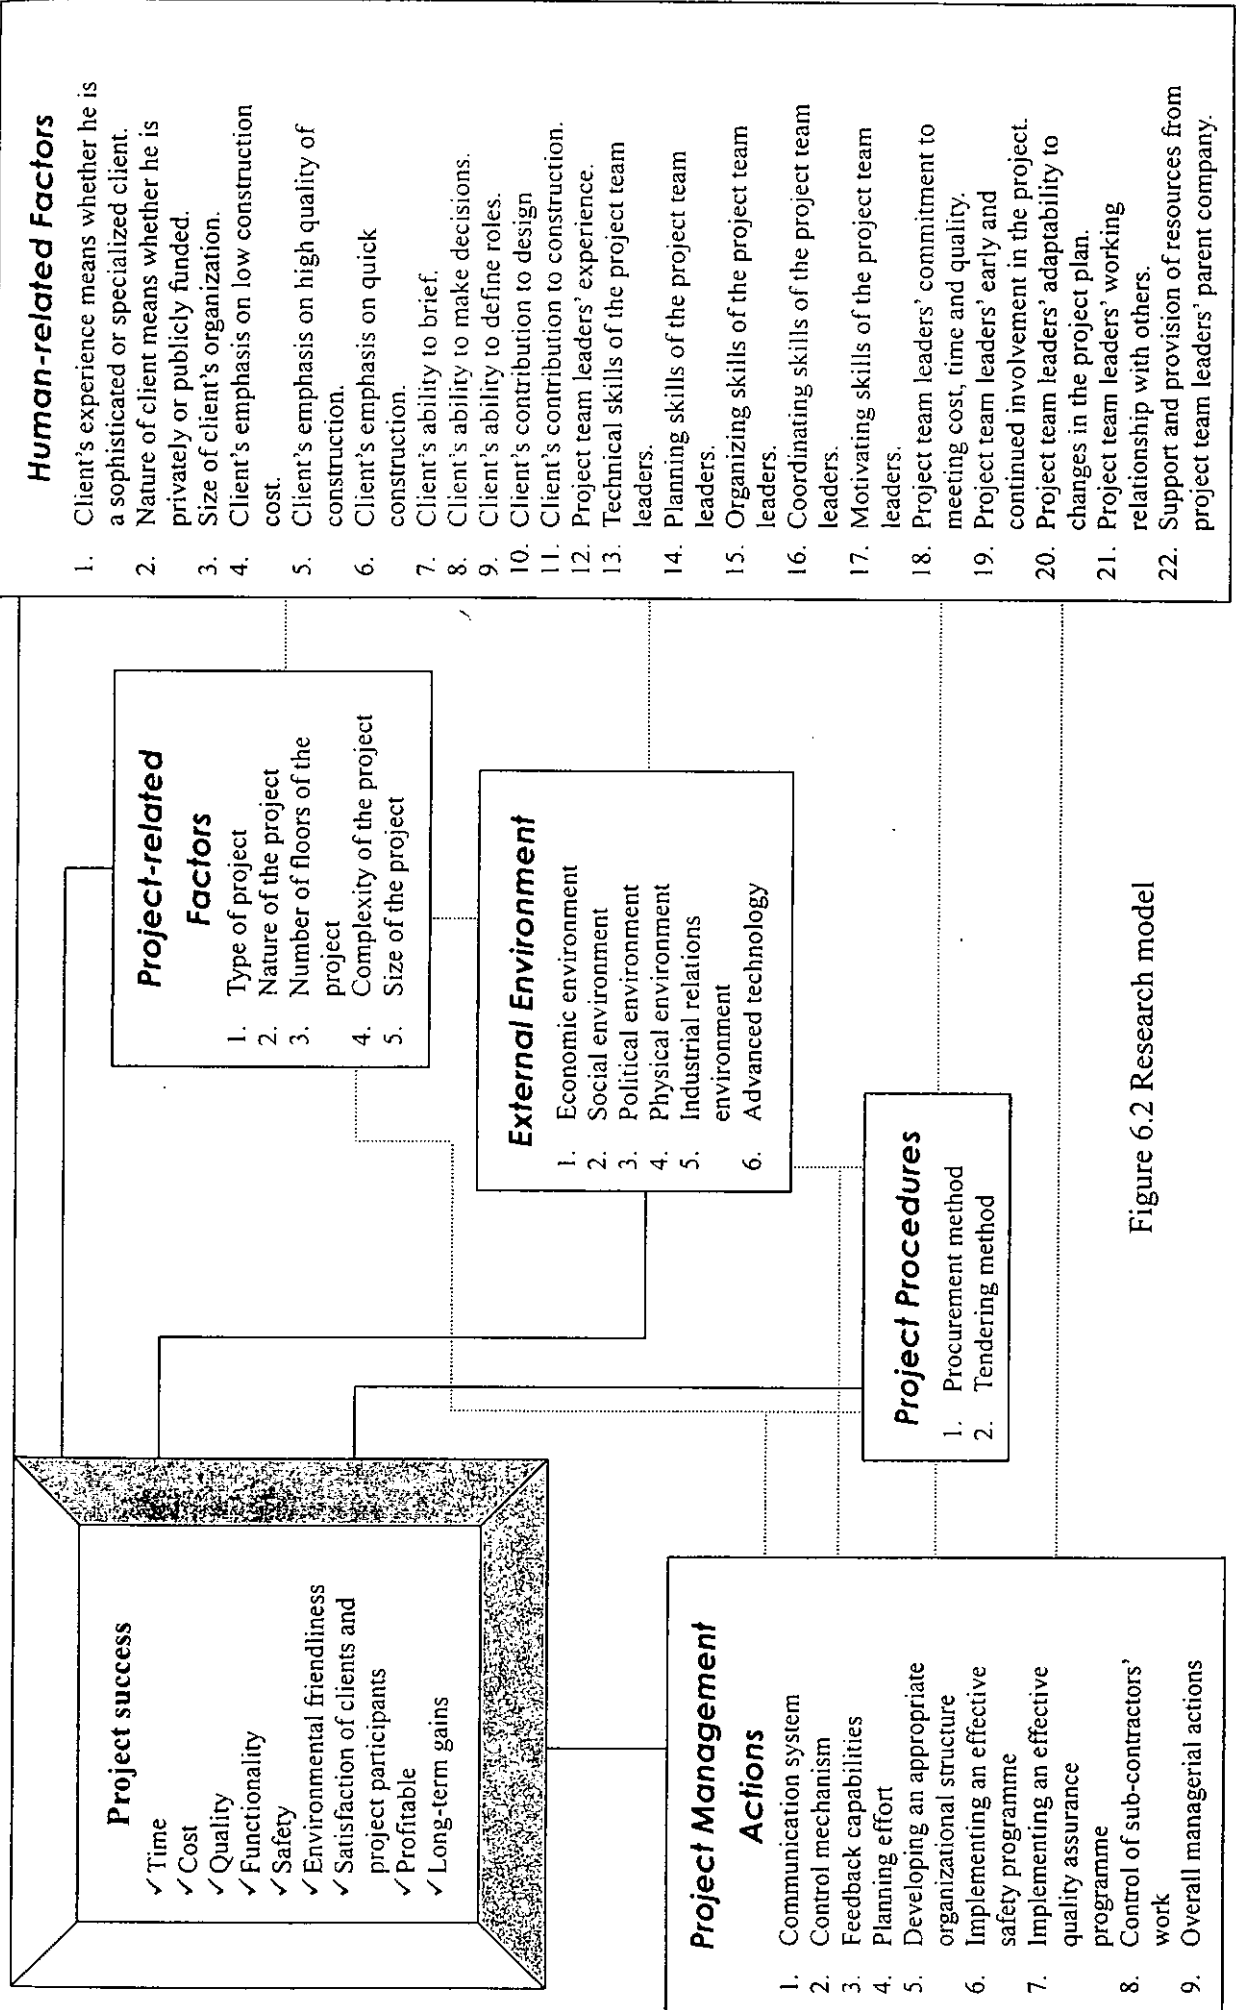 Project success
✓Time
✓Cost
✓Quality
✓Functionality
✓Safety
✓Environmental friendliness
✓Satisfaction of clients and
project participants
✓Profitable
✓Long-term gains
Project Management
Actions
1. Communication system
2. Control mechanism
3. Feedback capabilities
4. Planning effort
5. Developing an appropriate
organizational structure
6. Implementing an effective
safety programme
7. Implementing an effective
quality assurance
programme
8. Control of sub-contractors'
work
9. Overall managerial actions
Project-related
Factors
1. Type of project
2. Nature of the project
3. Number of floors of the
project
4. Complexity of the project
5. Size of the project
External Environment
1. Economic environment
2. Social environment
3. Political environment
4. Physical environment
5. Industrial relations
environment
6. Advanced technology
Project Procedures
1. Procurement method
2. Tendering method
Human-related Factors
1. Client's experience means whether he is
a sophisticated or specialized client.
2. Nature of client means whether he is
privately or publicly funded.
3. Size of client's organization.
4. Client's emphasis on low construction
cost.
5. Client's emphasis on high quality of
construction.
6. Client's emphasis on quick
construction.
7. Client's ability to brief.
8. Client's ability to make decisions.
9. Client's ability to define roles.
10. Client's contribution to design
11. Client's contribution to construction.
12. Project team leaders' experience.
13. Technical skills of the project team
leaders.
14. Planning skills of the project team
leaders.
15. Organizing skills of the project team
leaders.
16. Coordinating skills of the project team
leaders.
17. Motivating skills of the project team
leaders.
18. Project team leaders' commitment to
meeting cost, time and quality.
19. Project team leaders' early and
continued involvement in the project.
20. Project team leaders' adaptability to
changes in the project plan.
21. Project team leaders' working
relationship with others.
22. Support and provision of resources from
project team leaders' parent company.
Figure 6.2 Research model